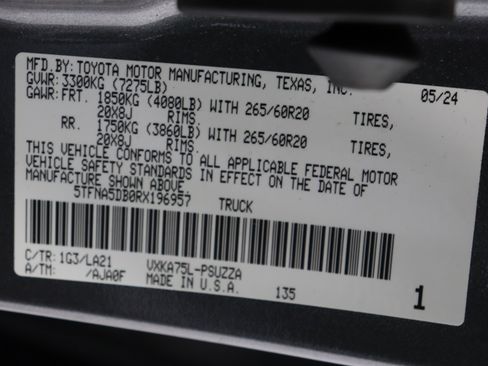 MFD.BY: TOYOTA MOTOR MANUFACTURING, TEXAS, INC. 05/24
GVWR: 3300KG (7275LB)
GAWR: FRT. 1850KG (4080LB) WITH 265/60R20 TIRES,
20X8J RIMS
RR. 1750KG (3860LB) WITH 265/60R20 TIRES,
20X8J RIMS.
THIS VEHICLE CONFORMS TO ALL APPLICABLE FEDERAL MOTOR
VEHICLE SAFETY STANDARDS IN EFFECT ON THE DATE OF
MANUFACTURE SHOWN ABOVE.
5TFNA5DB0RX196957 TRUCK
C/TR: 1G3/LA21 VXKA75L-PSUZZA
A/TM: /AJA0F MADE IN U.S.A. 135 1